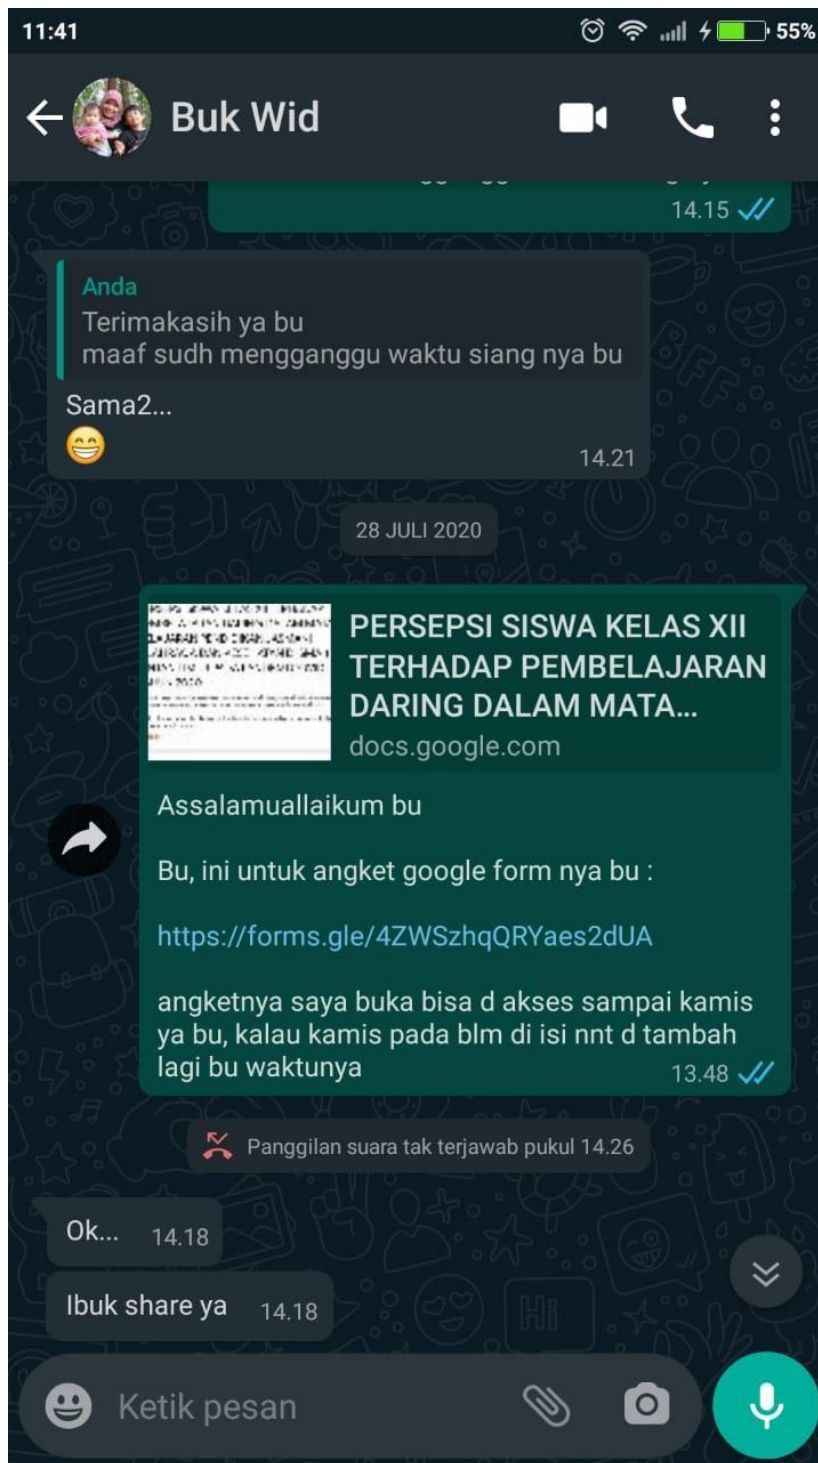 11:41
55%
Buk Wid
14.15
Anda
Terimakasih ya bu
maaf sudh mengganggu waktu siang nya bu
Sama2...
14.21
28 JULI 2020
PERSEPSI SISWA KELAS XII
TERHADAP PEMBELAJARAN
DARING DALAM MATA...
docs.google.com
Assalamuallaikum bu
Bu, ini untuk angket google form nya bu :
https://forms.gle/4ZWSzhqQRYaes2dUA
angketnya saya buka bisa d akses sampai kamis
ya bu, kalau kamis pada blm di isi nnt d tambah
lagi bu waktunya
13.48
Panggilan suara tak terjawab pukul 14.26
Ok... 14.18
Ibuk share ya 14.18
Ketik pesan